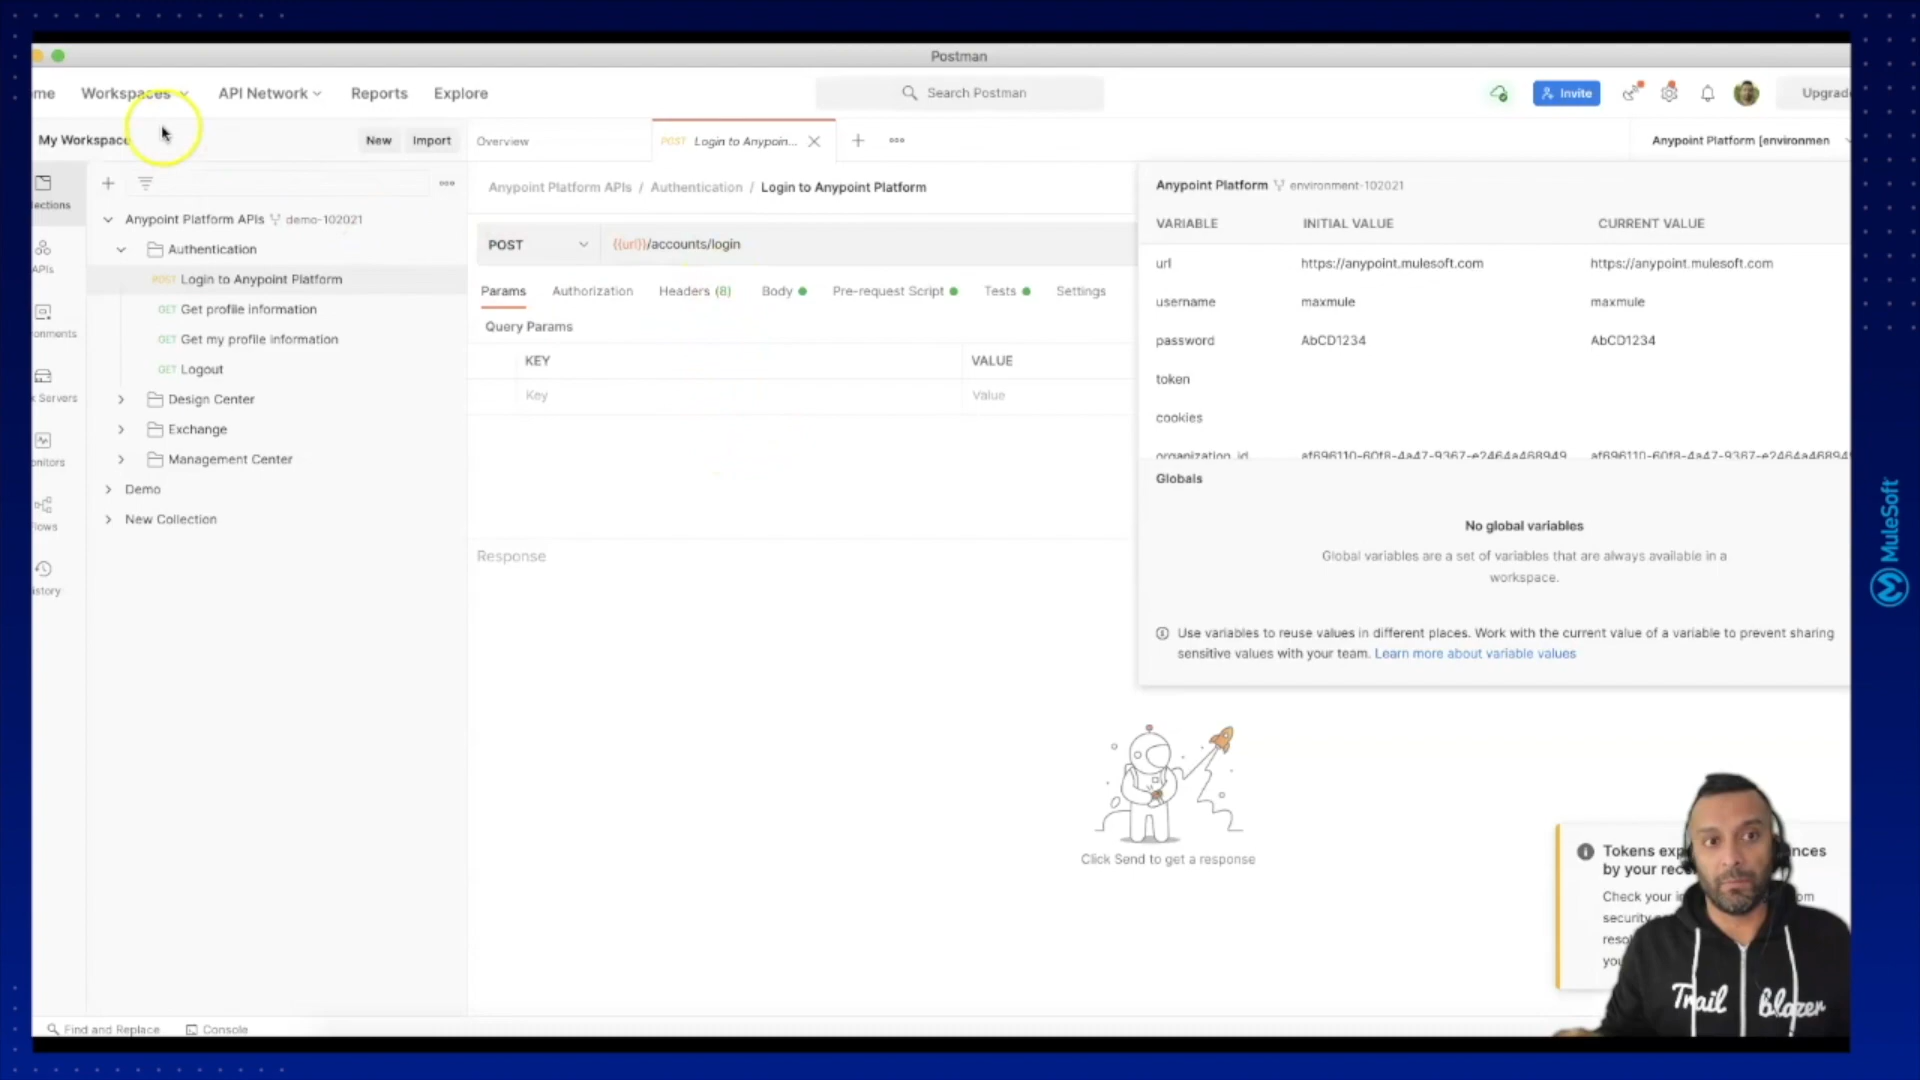 Postman
Workspaces
API Network
Reports
Explore
Search Postman
Invite
My Workspace
New
Import
Overview
POST Login to Anypoin...
Anypoint Platform [environmen
Anypoint Platform APIs / Authentication / Login to Anypoint Platform
Anypoint Platform APIs demo-102021
Authentication
POST Login to Anypoint Platform
GET Get profile information
GET Get my profile information
GET Logout
Design Center
Exchange
Management Center
Demo
New Collection
POST
{{url}}/accounts/login
Params
Authorization
Headers (8)
Body
Pre-request Script
Tests
Settings
Query Params
KEY
VALUE
Key
Value
Response
Click Send to get a response
Anypoint Platform environment-102021
VARIABLE INITIAL VALUE CURRENT VALUE
url https://anypoint.mulesoft.com https://anypoint.mulesoft.com
username maxmule maxmule
password AbCD1234 AbCD1234
token
cookies
organization_id
Globals
No global variables
Global variables are a set of variables that are always available in a
workspace.
Use variables to reuse values in different places. Work with the current value of a variable to prevent sharing
sensitive values with your team. Learn more about variable values
Tokens
by your
Check your
security
Trail blazer
Find and Replace
Console
MuleSoft